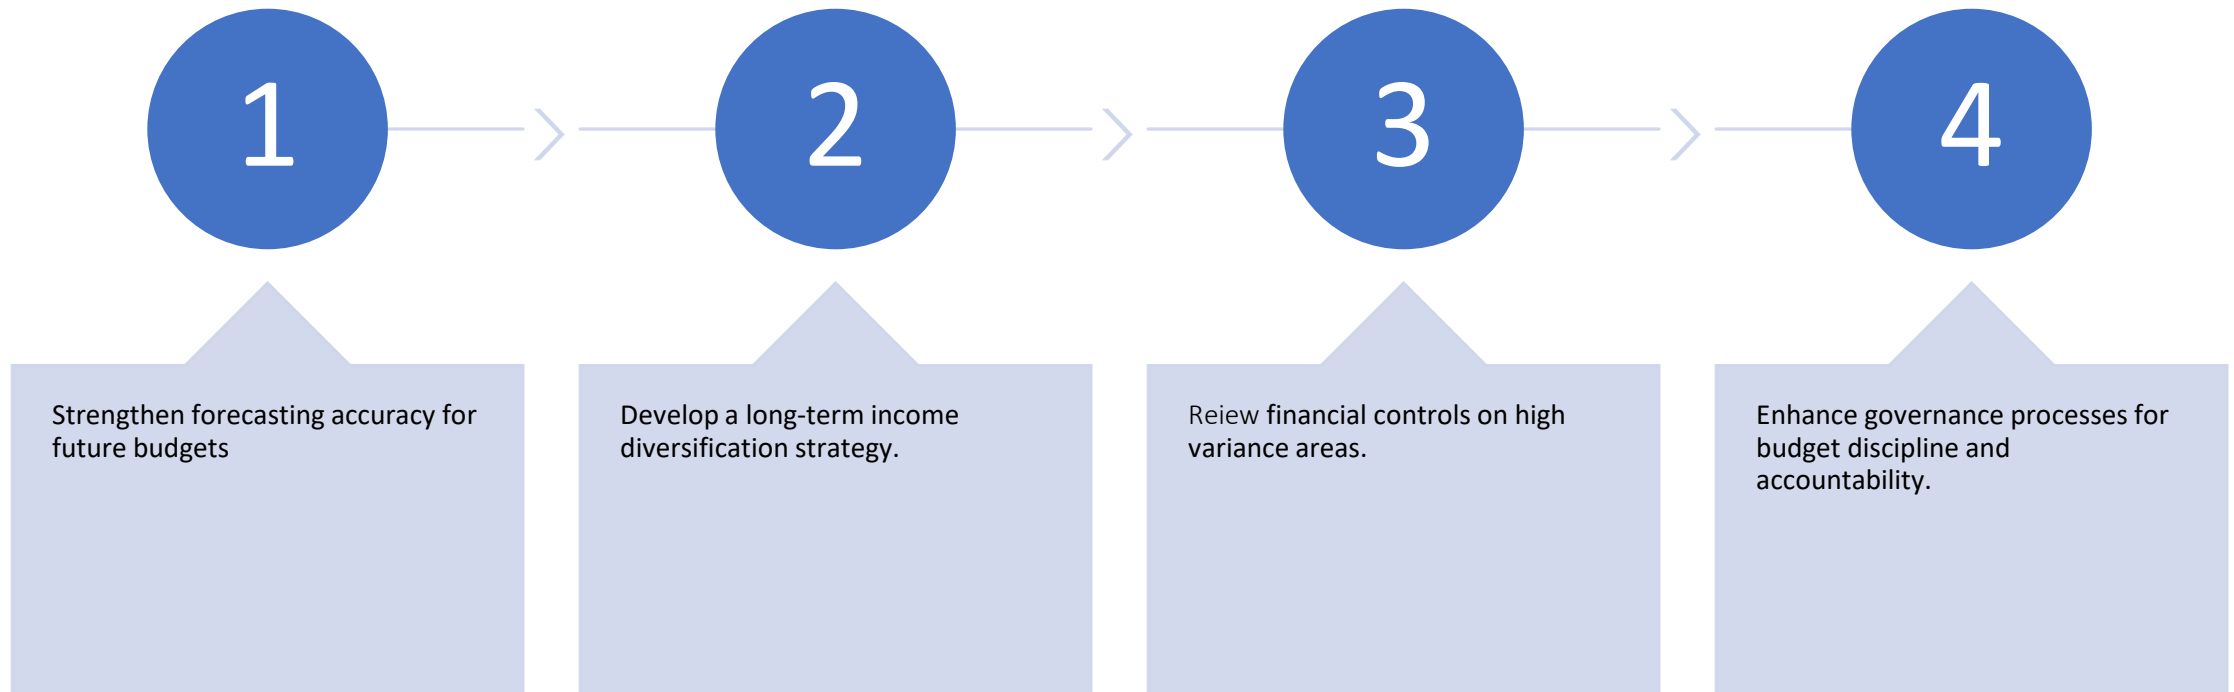 1
2
3
4
Strengthen forecasting accuracy for
future budgets
Develop a long-term income
diversification strategy.
Reiew financial controls on high
variance areas.
Enhance governance processes for
budget discipline and
accountability.